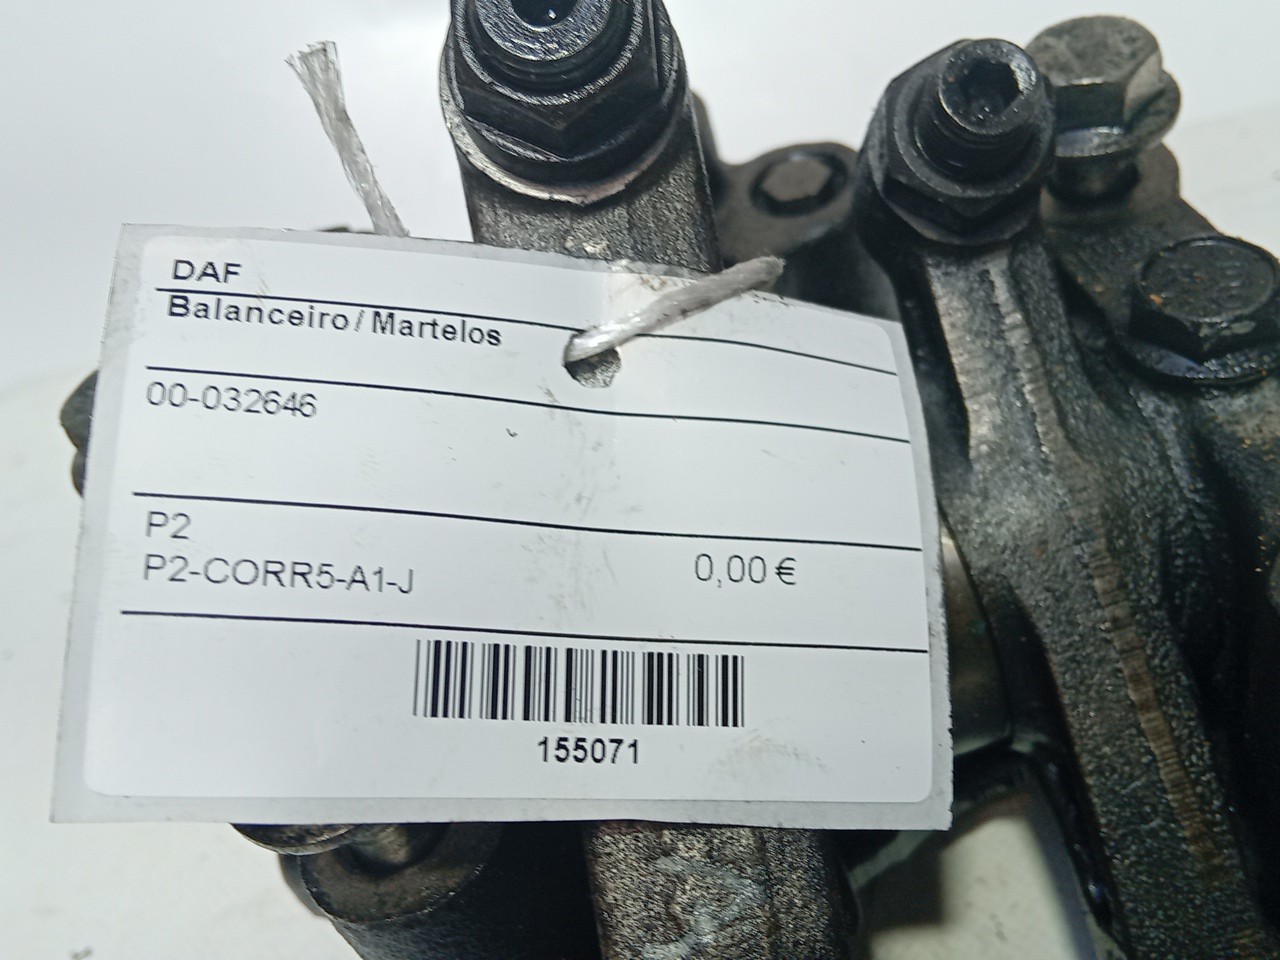 DAF
Balanceiro/Martelos
00-032646
P2
P2-CORR5-A1-J 0,00 €
155071